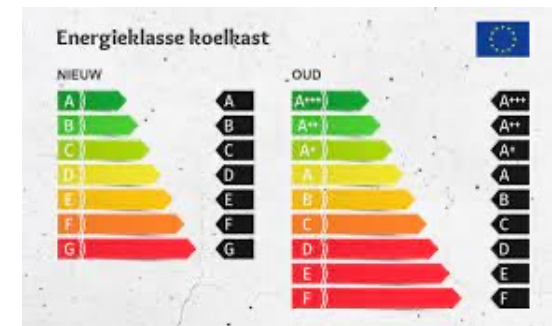 Energieklasse koelkast
NIEUW
A A
B B
C C
D D
E E
F F
G G
OUD
A+++ A+++
A++ A++
A+ A+
A A
B B
C C
D D
E E
F F